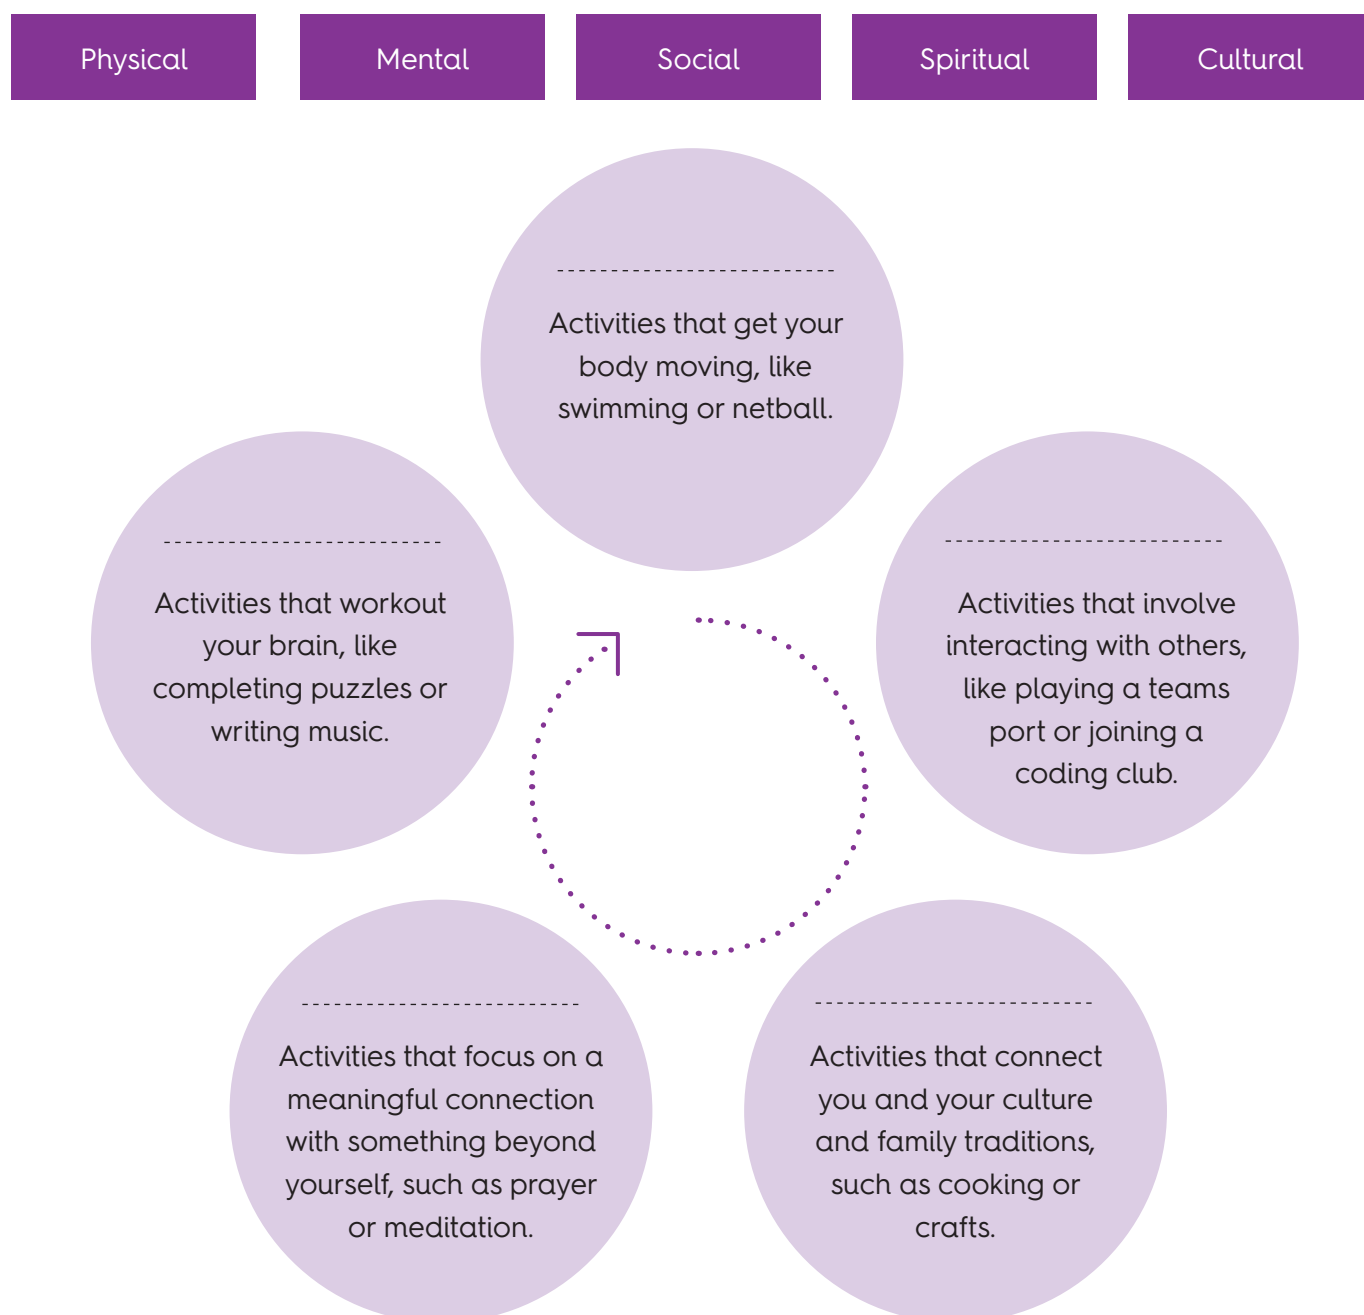 Physical
Mental
Social
Spiritual
Cultural
Activities that get your
body moving, like
swimming or netball.
Activities that workout
your brain, like
completing puzzles or
writing music.
Activities that involve
interacting with others,
like playing a teams
port or joining a
coding club.
Activities that focus on a
meaningful connection
with something beyond
yourself, such as prayer
or meditation.
Activities that connect
you and your culture
and family traditions,
such as cooking or
crafts.